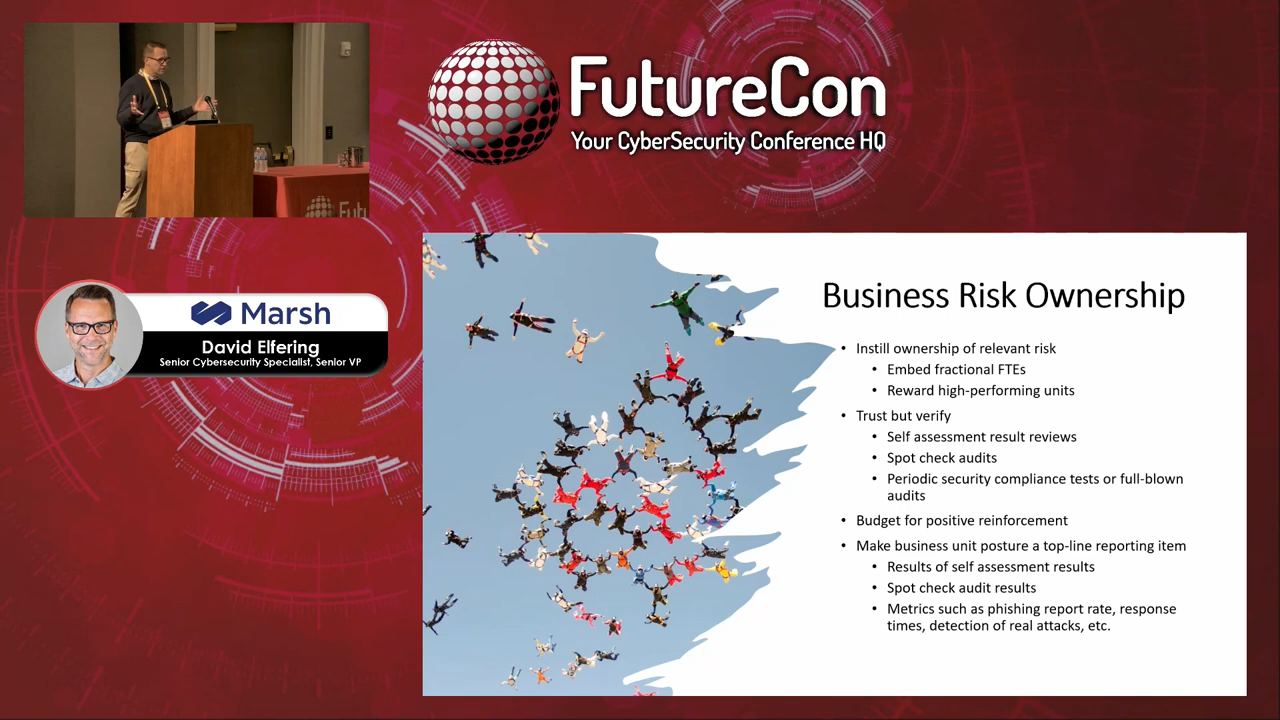 FutureCon
Your CyberSecurity Conference HQ
Futu
Marsh
David Elfering
Senior Cybersecurity Specialist, Senior VP
Business Risk Ownership
• Instill ownership of relevant risk
• Embed fractional FTEs
• Reward high-performing units
• Trust but verify
• Self assessment result reviews
• Spot check audits
• Periodic security compliance tests or full-blown
audits
• Budget for positive reinforcement
• Make business unit posture a top-line reporting item
• Results of self assessment results
• Spot check audit results
• Metrics such as phishing report rate, response
times, detection of real attacks, etc.